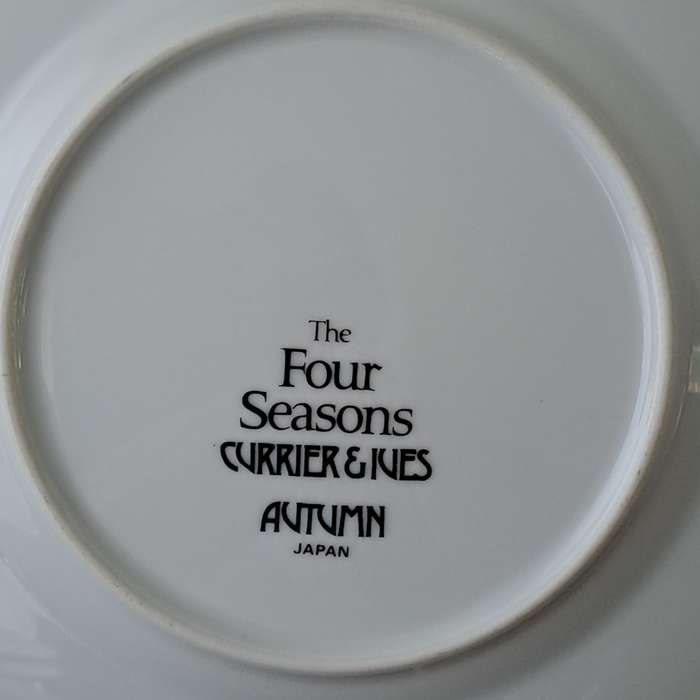 The
Four
Seasons
CURRIER & IVES
AUTUMN
JAPAN